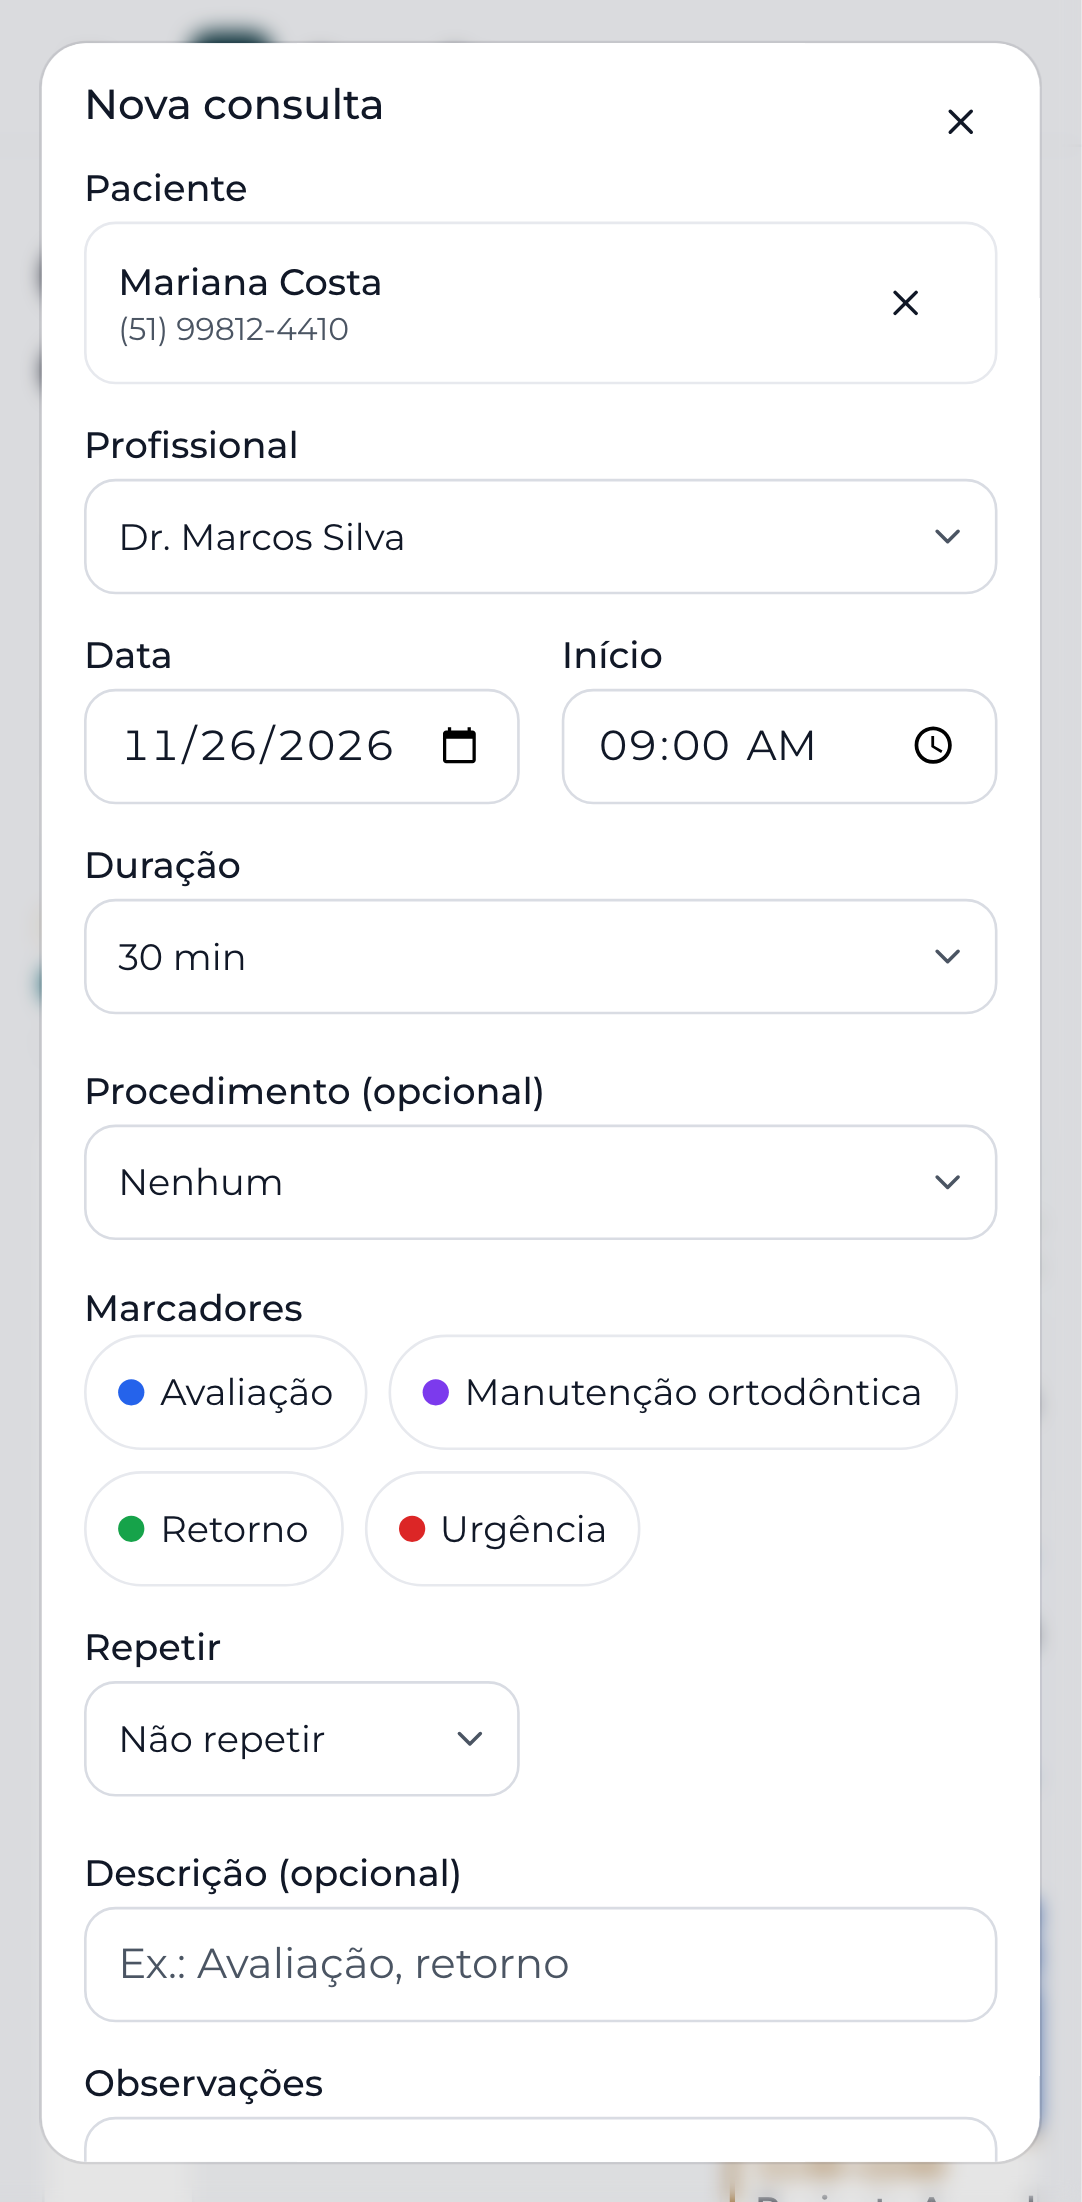 Nova consulta
Paciente
Mariana Costa
(51) 99812-4410
Profissional
Dr. Marcos Silva
Data
Início
11/26/2026
09:00 AM
Duração
30 min
Procedimento (opcional)
Nenhum
Marcadores
Avaliação
Manutenção ortodôntica
Retorno
Urgência
Repetir
Não repetir
Descrição (opcional)
Ex.: Avaliação, retorno
Observações